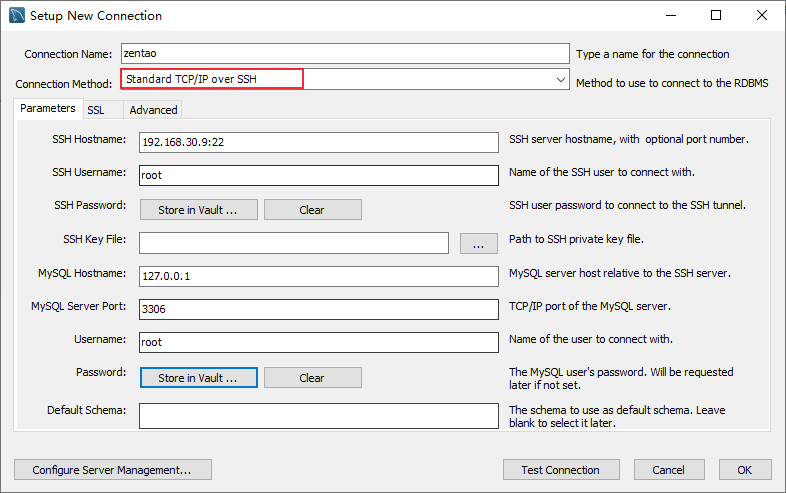 Setup New Connection
Connection Name: zentao Type a name for the connection
Connection Method: Standard TCP/IP over SSH Method to use to connect to the RDBMS
Parameters SSL Advanced
SSH Hostname: 192.168.30.9:22 SSH server hostname, with optional port number.
SSH Username: root Name of the SSH user to connect with.
SSH Password: Store in Vault ... Clear SSH user password to connect to the SSH tunnel.
SSH Key File: ... Path to SSH private key file.
MySQL Hostname: 127.0.0.1 MySQL server host relative to the SSH server.
MySQL Server Port: 3306 TCP/IP port of the MySQL server.
Username: root Name of the user to connect with.
Password: Store in Vault ... Clear The MySQL user's password. Will be requested
later if not set.
Default Schema: The schema to use as default schema. Leave
blank to select it later.
Configure Server Management... Test Connection Cancel OK